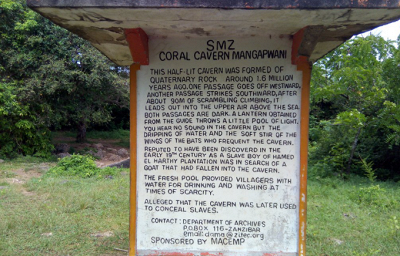 SMZ
CORAL CAVERN MANGAPWANI
THIS HALF-LIT CAVERN WAS FORMED OF
QUATERNARY ROCK : AROUND 1.6 MILLION
YEARS AGO. ONE PASSAGE GOES OFF WESTWARD,
ANOTHER PASSAGE STRIKES SOUTHWARD, AFTER
ABOUT 90M OF SCRAMBLING CLIMBING, IT
LEADS OUT INTO THE UPPER AIR ABOVE THE SEA.
BOTH PASSAGES ARE DARK. A LANTERN OBTAINED
FROM THE GUIDE THROWS A LITTLE POOL OF LIGHT,
YOU HEAR NO SOUND IN THE CAVERN BUT THE
DRIPPING OF WATER AND THE SOFT STIR OF THE
WINGS OF THE BATS WHO FREQUENT THE CAVERN.
REPUTED TO HAVE BEEN DISCOVERED IN THE
EARLY 19TH CENTURY AS A SLAVE BOY OF HAMED
EL HARTHY PLANTATION WAS IN SEARCH OF A
GOAT THAT HAD FALLEN INTO THE CAVERN.
THE FRESH POOL PROVIDED VILLAGERS WITH
WATER FOR DRINKING AND WASHING AT
TIMES OF SCARCITY.
ALLEGED THAT THE CAVERN WAS LATER USED
TO CONCEAL SLAVES.
CONTACT: DEPARTMENT OF ARCHIVES
P.O.BOX 116-ZANZIBAR
email: dama@zitec.org
SPONSORED BY MACEMP